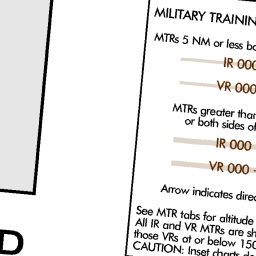 MILITARY TRAININ
MTRs 5 NM or less bo
IR 000
VR 000
MTRs greater than
or both sides of
IR 000
VR 000 -
Arrow indicates direc
See MTR tabs for altitude
All IR and VR MTRs are sh
those VRs at or below 150
CAUTION: Inset charts do
D